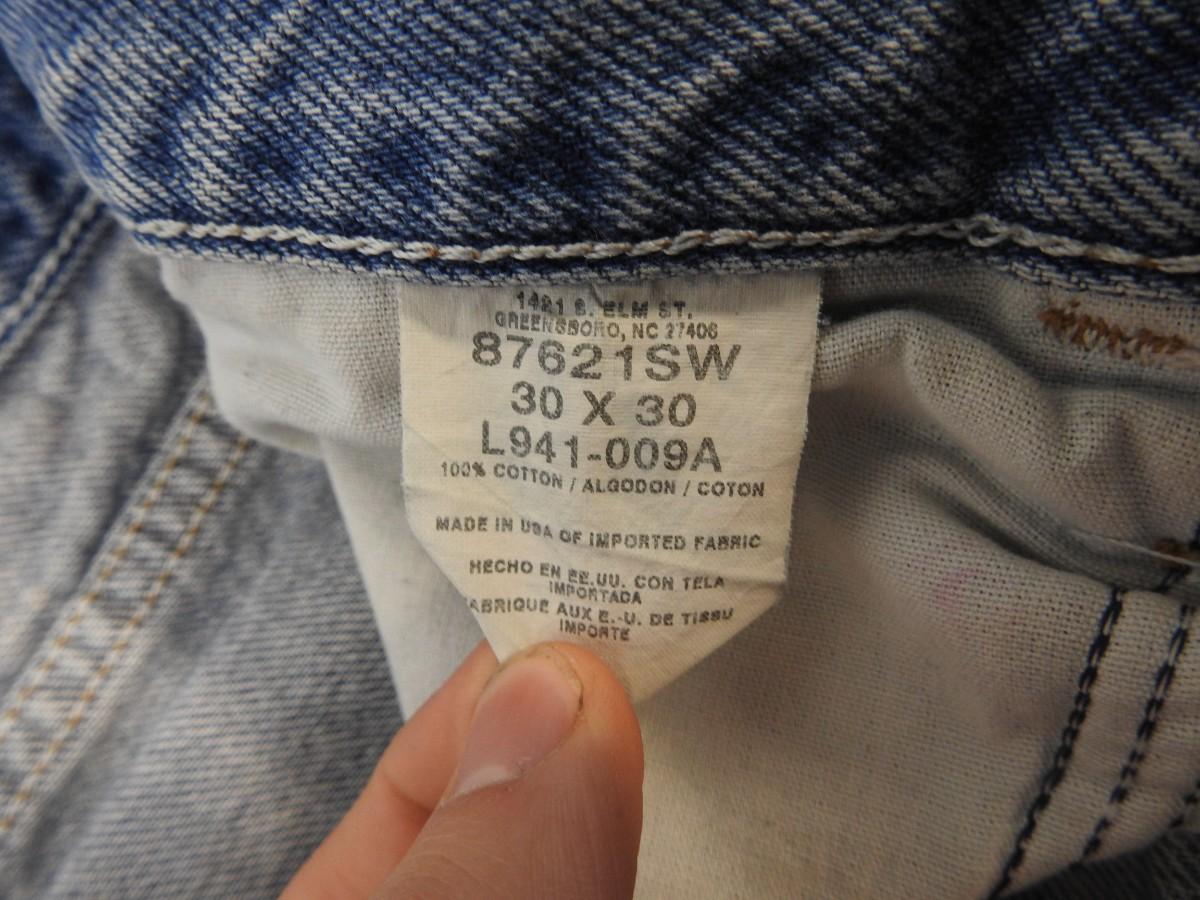 1421 S. ELM ST.
GREENSBORO, NC 27406
87621SW
30 X 30
L941-009A
100% COTTON / ALGODON / COTON
MADE IN USA OF IMPORTED FABRIC
HECHO EN EE.UU. CON TELA
IMPORTADA
FABRIQUE AUX E.-U. DE TISSU
IMPORTE